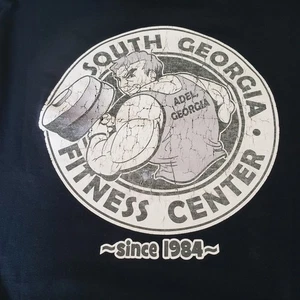 SOUTH GEORGIA
ADEL,
GEORGIA
FITNESS CENTER
~since 1984~